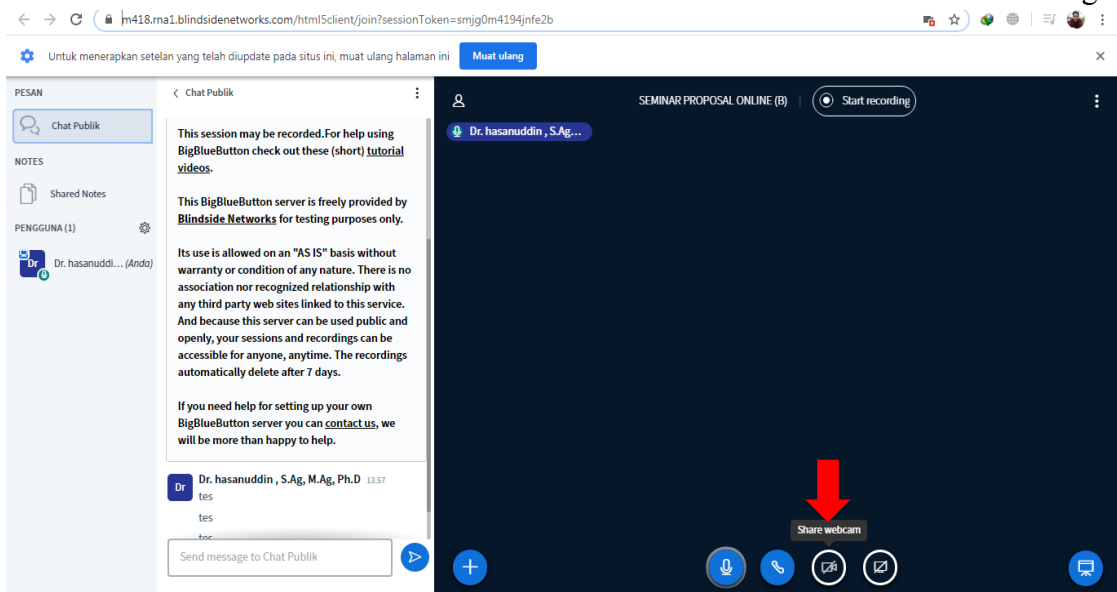 g
m418.rna1.blindsidenetworks.com/html5client/join?sessionToken=smjg0m4194jnfe2b
Untuk menerapkan setelan yang telah diupdate pada situs ini, muat ulang halaman ini
Muat ulang
PESAN
Chat Publik
NOTES
Shared Notes
PENGGUNA (1)
Dr
Dr. hasanuddi... (Anda)
Chat Publik
This session may be recorded.For help using
BigBlueButton check out these (short) tutorial
videos.
This BigBlueButton server is freely provided by
Blindside Networks for testing purposes only.
Its use is allowed on an "AS IS" basis without
warranty or condition of any nature. There is no
association nor recognized relationship with
any third party web sites linked to this service.
And because this server can be used public and
openly, your sessions and recordings can be
accessible for anyone, anytime. The recordings
automatically delete after 7 days.
If you need help for setting up your own
BigBlueButton server you can contact us, we
will be more than happy to help.
Dr
Dr. hasanuddin , S.Ag, M.Ag, Ph.D 13.57
tes
tes
tes
Send message to Chat Publik
SEMINAR PROPOSAL ONLINE (B)
Start recording
Dr. hasanuddin , S.Ag...
Share webcam